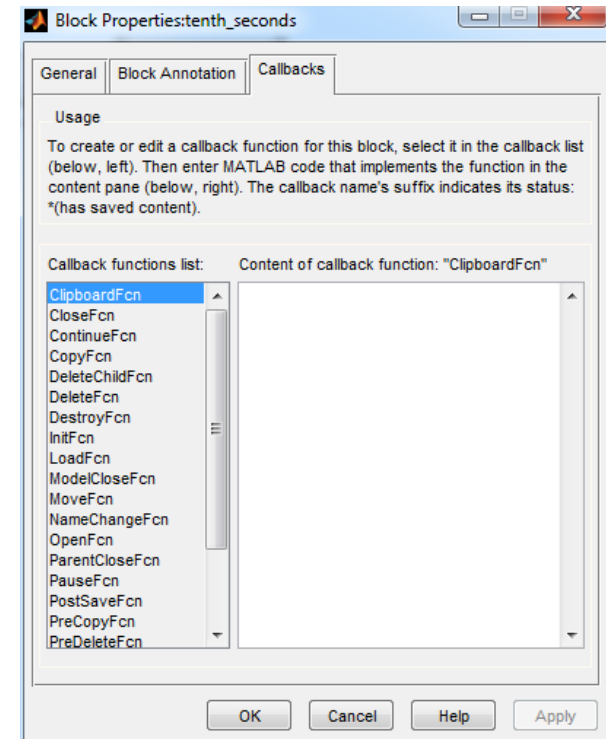 Block Properties:tenth_seconds
General
Block Annotation
Callbacks
Usage
To create or edit a callback function for this block, select it in the callback list
(below, left). Then enter MATLAB code that implements the function in the
content pane (below, right). The callback name's suffix indicates its status:
*(has saved content).
Callback functions list:
Content of callback function: "ClipboardFcn"
ClipboardFcn
CloseFcn
ContinueFcn
CopyFcn
DeleteChildFcn
DeleteFcn
DestroyFcn
InitFcn
LoadFcn
ModelCloseFcn
MoveFcn
NameChangeFcn
OpenFcn
ParentCloseFcn
PauseFcn
PostSaveFcn
PreCopyFcn
PreDeleteFcn
OK
Cancel
Help
Apply